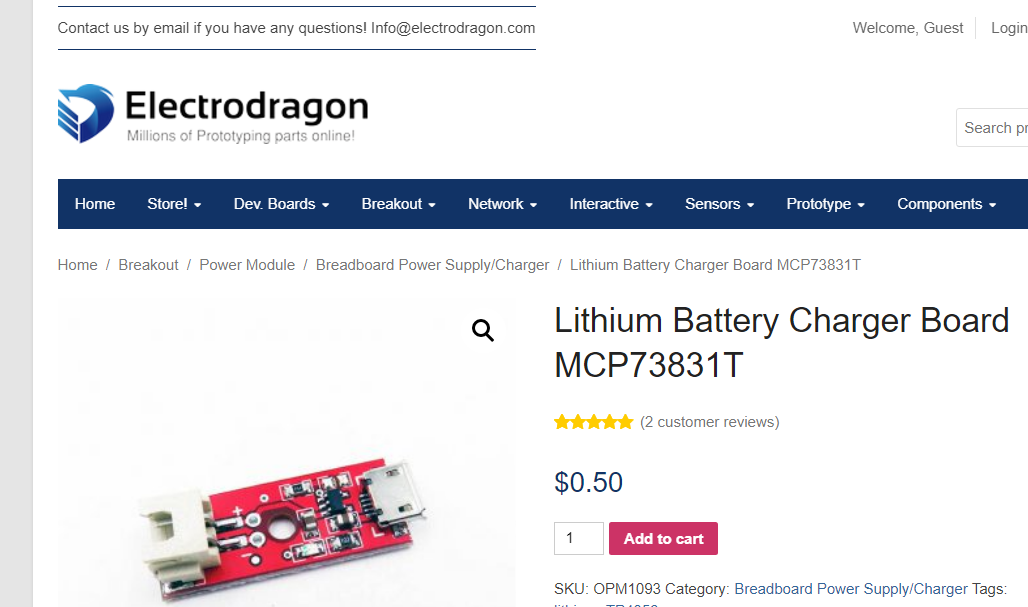 Contact us by email if you have any questions! Info@electrodragon.com
Welcome, Guest
Login
Electrodragon
Millions of Prototyping parts online!
Search pr
Home
Store!
Dev. Boards
Breakout
Network
Interactive
Sensors
Prototype
Components
Home / Breakout / Power Module / Breadboard Power Supply/Charger / Lithium Battery Charger Board MCP73831T
Lithium Battery Charger Board
MCP73831T
(2 customer reviews)
$0.50
1
Add to cart
SKU: OPM1093 Category: Breadboard Power Supply/Charger Tags: